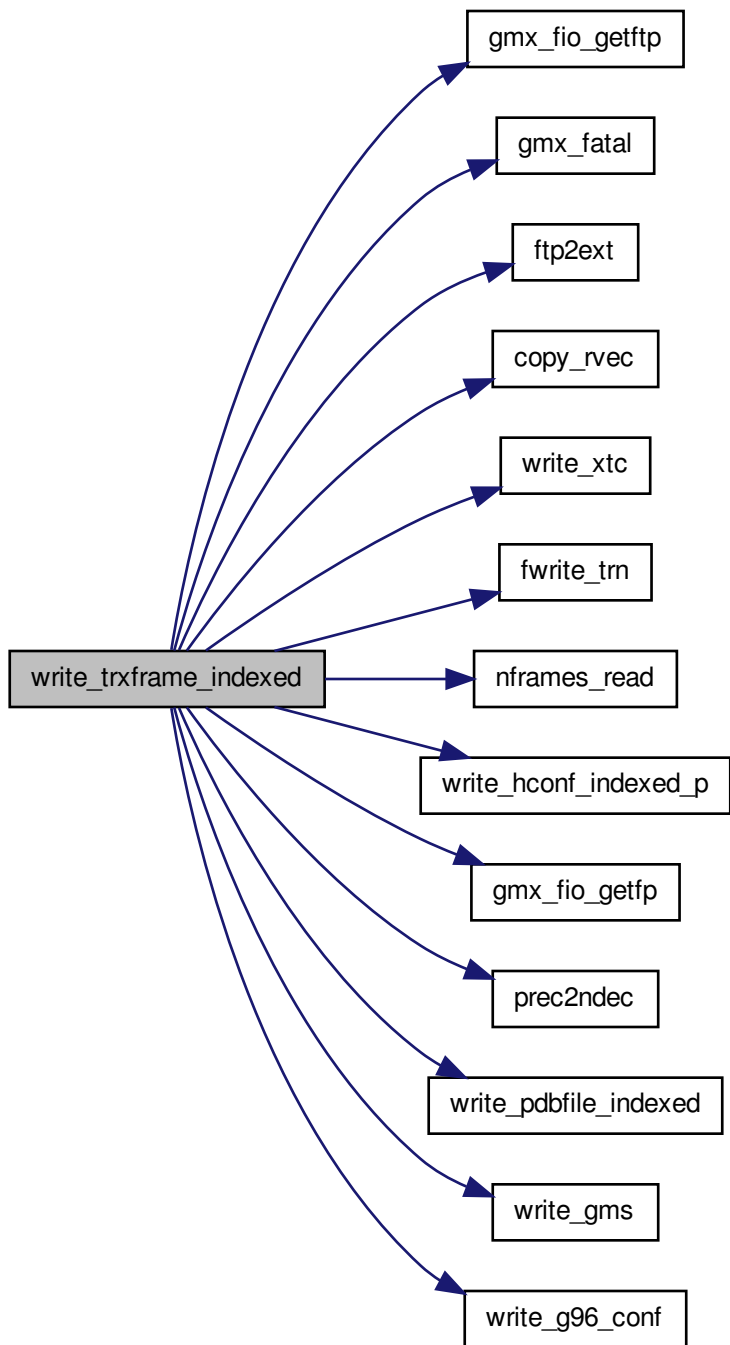 gmx_fio_getftp
gmx_fatal
ftp2ext
copy_rvec
write_xtc
fwrite_trn
write_trxframe_indexed
nframes_read
write_hconf_indexed_p
gmx_fio_getfp
prec2ndec
write_pdbfile_indexed
write_gms
write_g96_conf